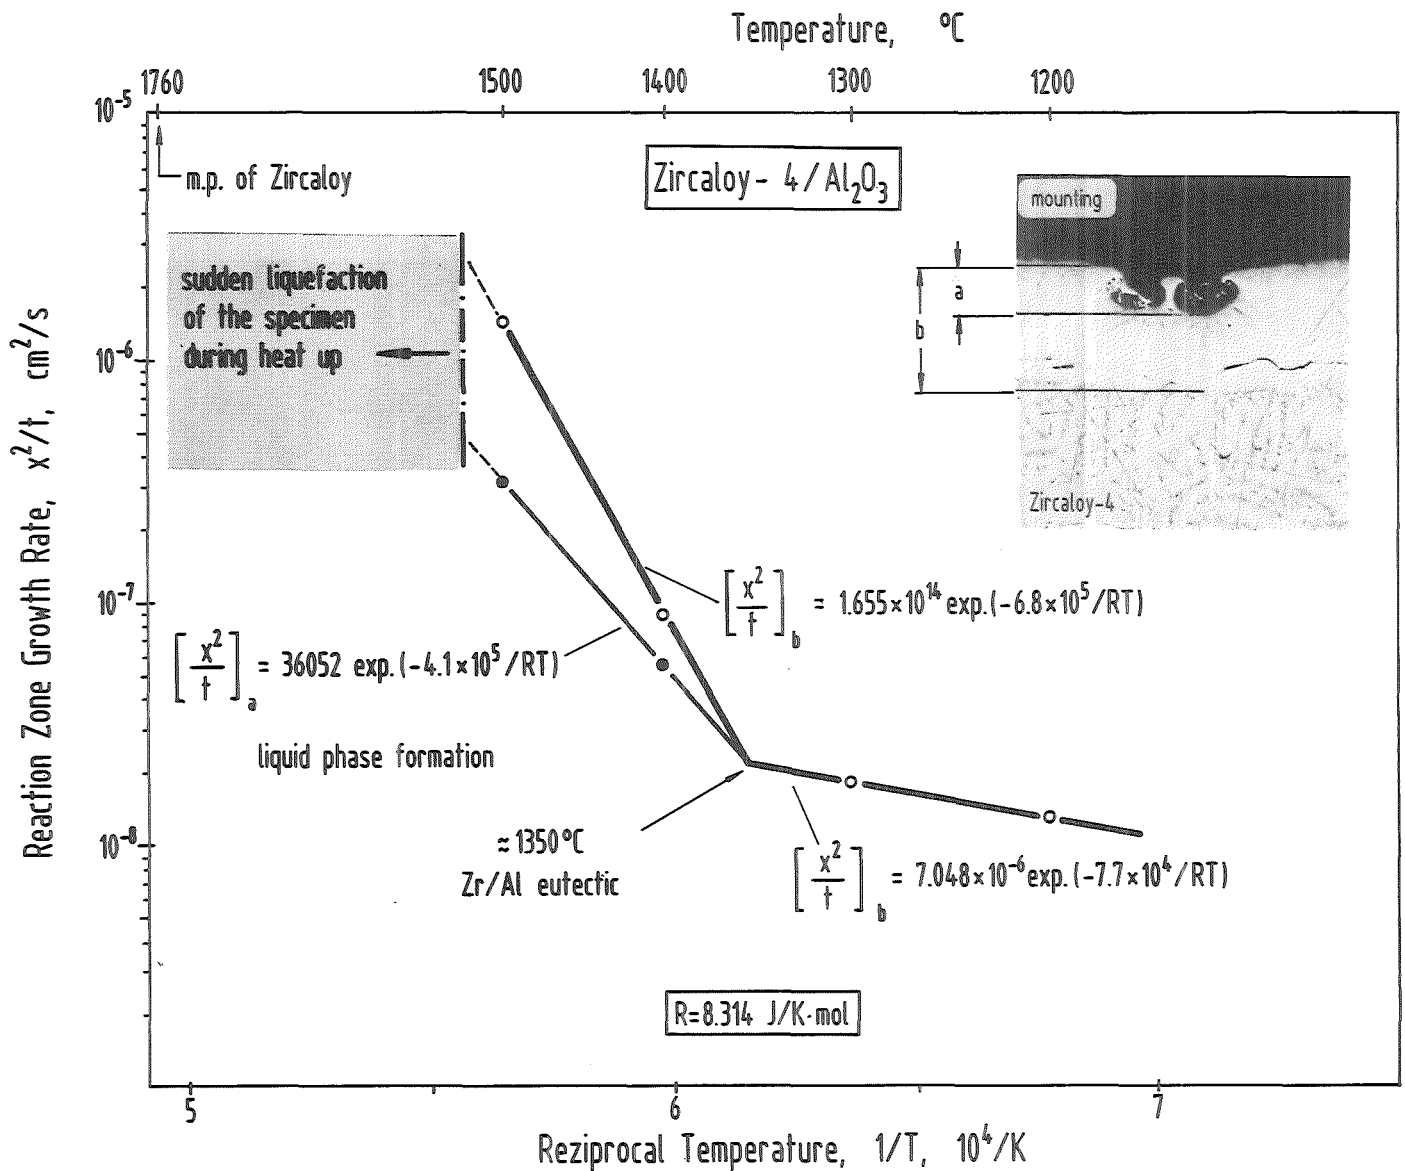 Temperature, °C
1760 1500 1400 1300 1200
10⁻⁵
m.p. of Zircaloy
Zircaloy - 4/Al₂O₃
mounting
a
b
Zircaloy-4
sudden liquefaction
of the specimen
during heat up
10⁻⁶
Reaction Zone Growth Rate, x²/t, cm²/s
10⁻⁷
[x²/t]b = 1.655×10¹⁴ exp.(-6.8×10⁵/RT)
[x²/t]a = 36052 exp.(-4.1×10⁵/RT)
liquid phase formation
10⁻⁸
≈1350°C
Zr/Al eutectic
[x²/t]b = 7.048×10⁻⁶ exp.(-7.7×10⁴/RT)
R=8.314 J/K·mol
5 6 7
Reziprocal Temperature, 1/T, 10⁴/K